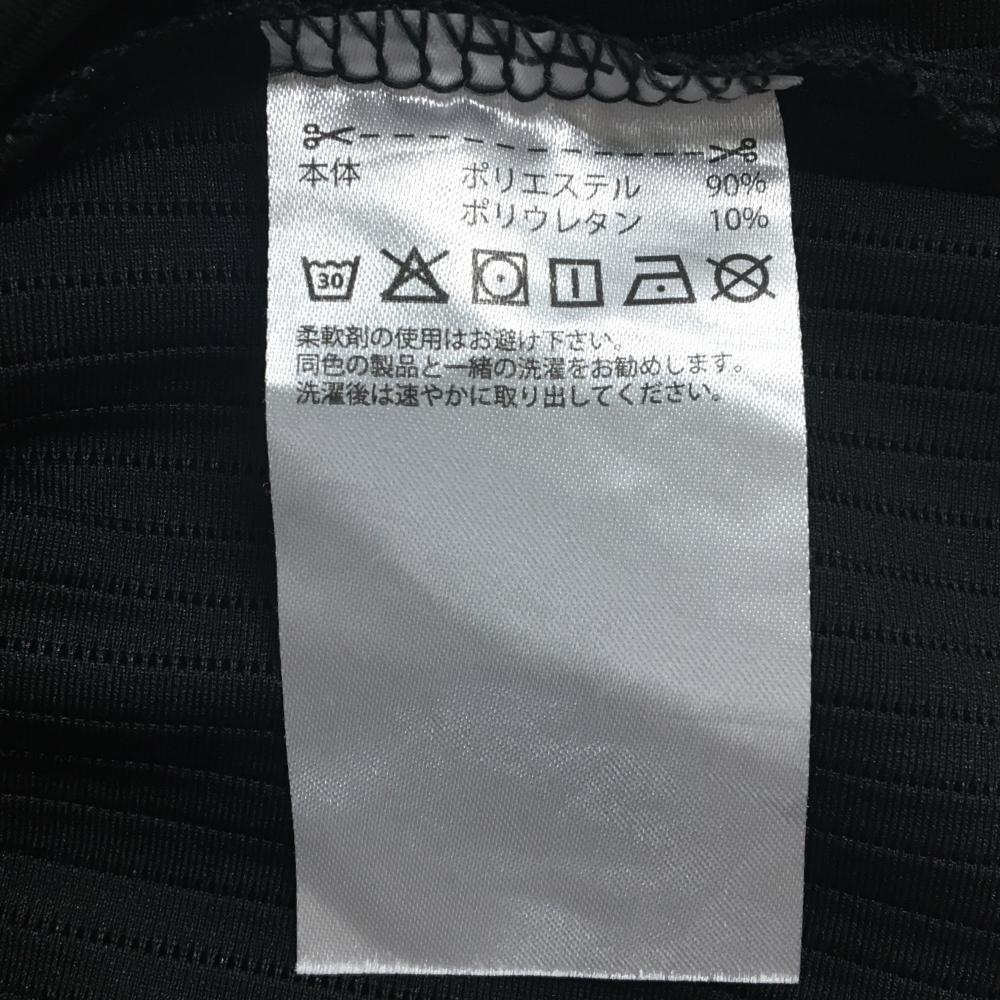 本体 ポリエステル 90%
ポリウレタン 10%
30
柔軟剤の使用はお避け下さい。
同色の製品と一緒の洗濯をお勧めします。
洗濯後は速やかに取り出してください。